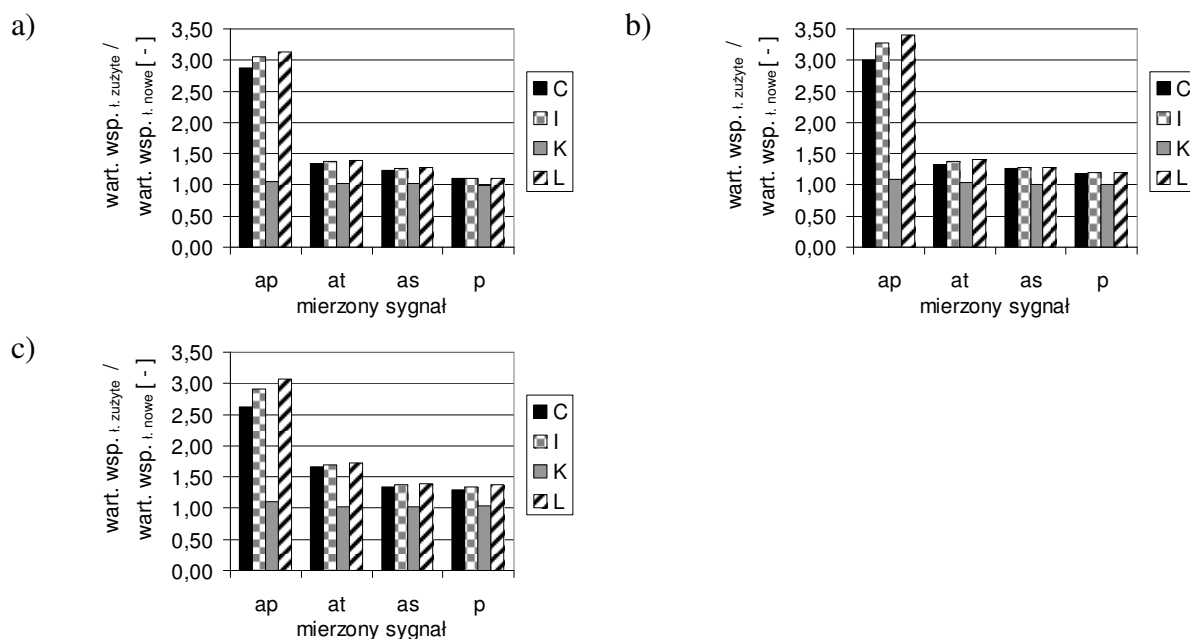 a)
wart. wsp. ł. zużyte /
wart. wsp. ł. nowe [ - ]
3,50
3,00
2,50
2,00
1,50
1,00
0,50
0,00
ap at as p
mierzony sygnał
C
I
K
L
b)
wart. wsp. ł. zużyte /
wart. wsp. ł. nowe [ - ]
3,50
3,00
2,50
2,00
1,50
1,00
0,50
0,00
ap at as p
mierzony sygnał
C
I
K
L
c)
wart. wsp. ł. zużyte /
wart. wsp. ł. nowe [ - ]
3,50
3,00
2,50
2,00
1,50
1,00
0,50
0,00
ap at as p
mierzony sygnał
C
I
K
L